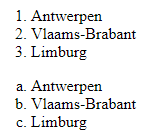 1. Antwerpen
2. Vlaams-Brabant
3. Limburg
a. Antwerpen
b. Vlaams-Brabant
c. Limburg